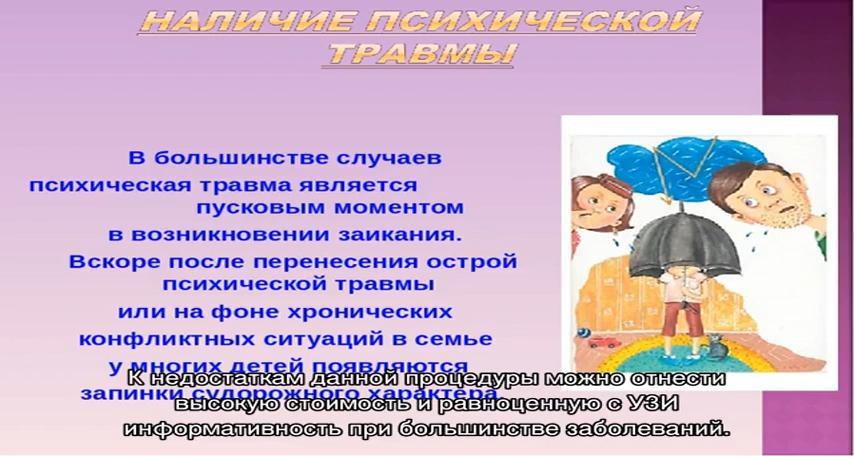 НАЛИЧИЕ ПСИХИЧЕСКОЙ
ТРАВМЫ
В большинстве случаев
психическая травма является
пусковым моментом
в возникновении заикания.
Вскоре после перенесения острой
психической травмы
или на фоне хронических
конфликтных ситуаций в семье
у многих детей появляются
запинки судорожного характера.
К недостаткам данной процедуры можно отнести
высокую стоимость и равноценную с УЗИ
информативность при большинстве заболеваний.